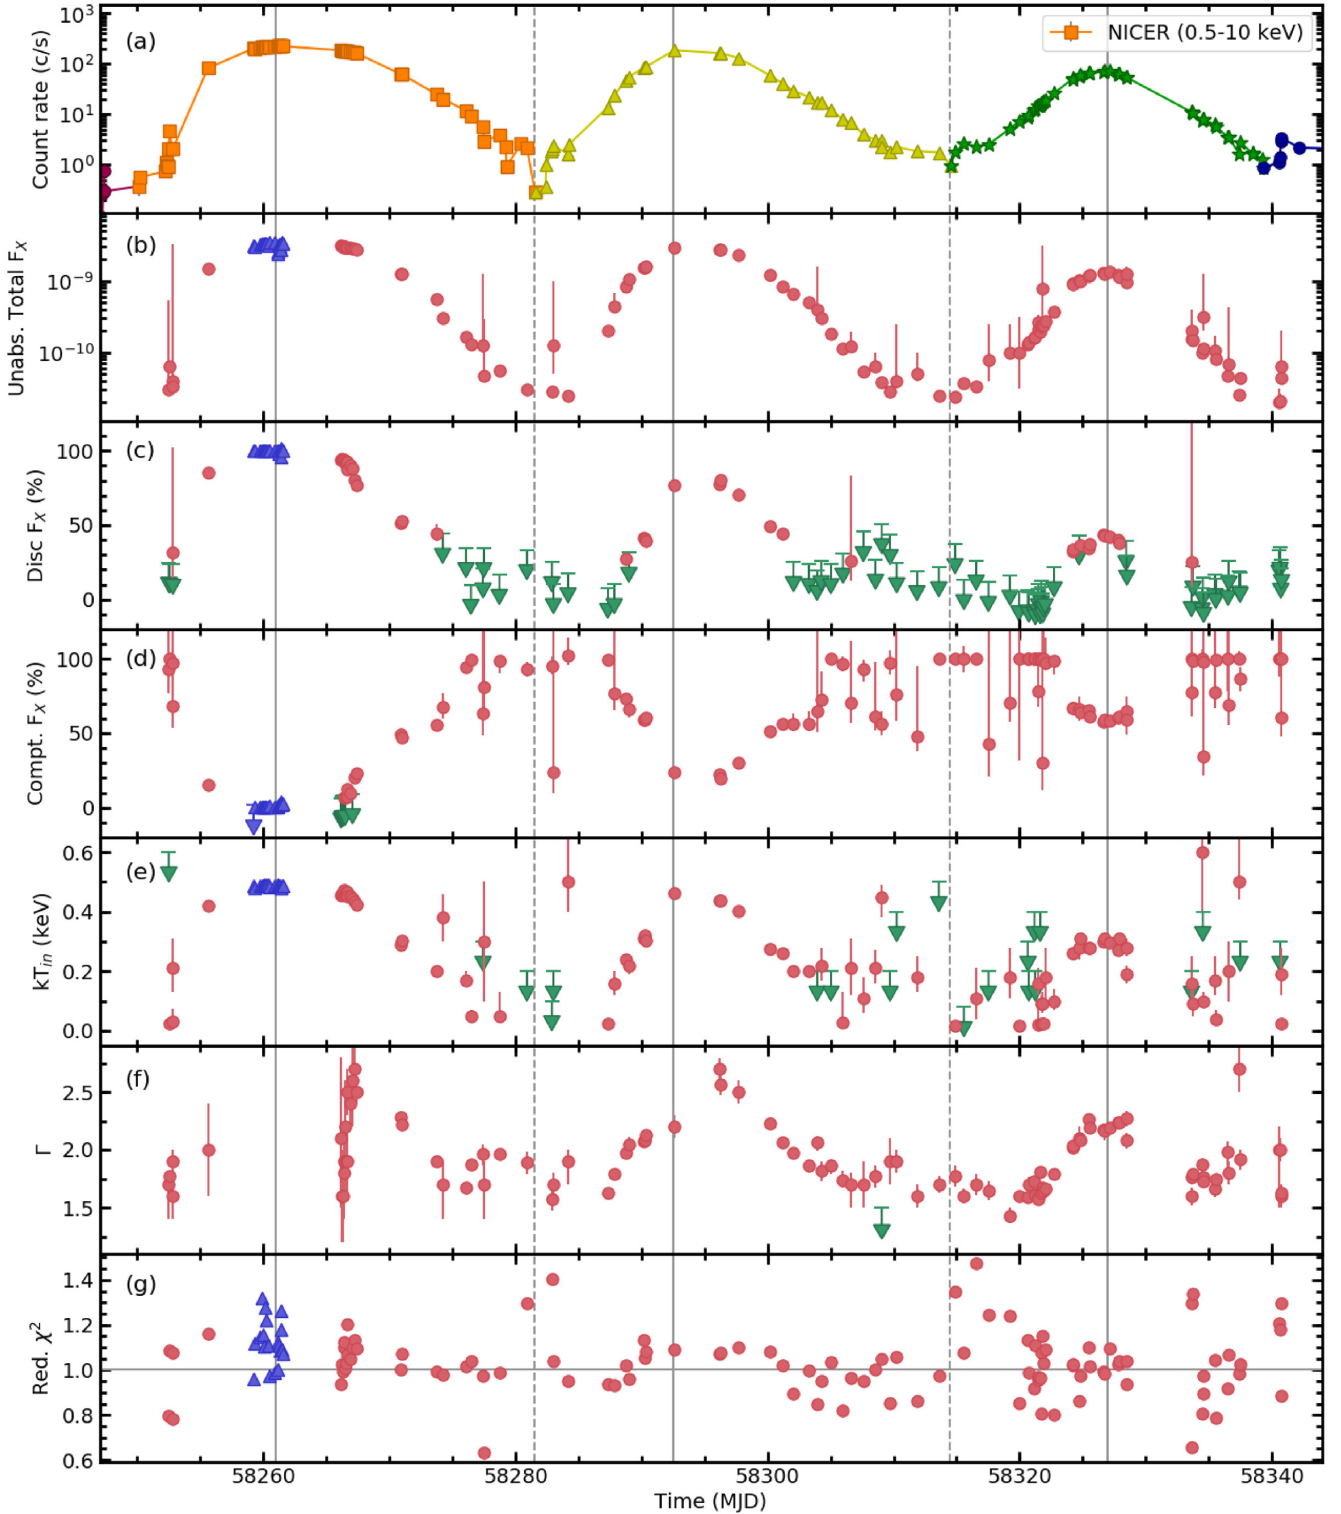 (a)
NICER (0.5-10 keV)
Count rate (c/s)
10³
10²
10¹
10⁰
(b)
Unabs. Total F_X
10⁻⁹
10⁻¹⁰
(c)
Disc F_X (%)
100
50
0
(d)
Compt. F_X (%)
100
50
0
(e)
kT_in (keV)
0.6
0.4
0.2
0.0
(f)
Γ
2.5
2.0
1.5
(g)
Red. χ²
1.4
1.2
1.0
0.8
0.6
58260 58280 58300 58320 58340
Time (MJD)